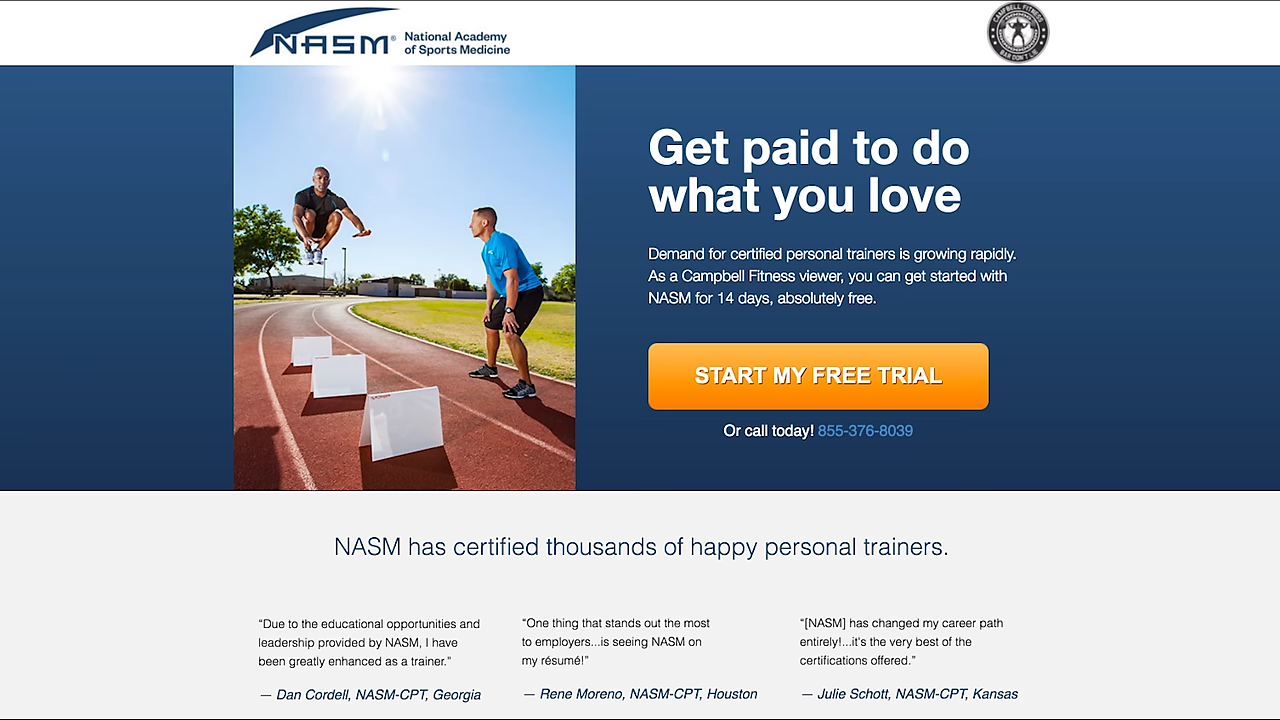 NASM® National Academy
of Sports Medicine
CAMPBELL FITNESS
BAR DON'T LIE
Get paid to do
what you love
Demand for certified personal trainers is growing rapidly.
As a Campbell Fitness viewer, you can get started with
NASM for 14 days, absolutely free.
START MY FREE TRIAL
Or call today! 855-376-8039
NASM has certified thousands of happy personal trainers.
“Due to the educational opportunities and
leadership provided by NASM, I have
been greatly enhanced as a trainer.”
— Dan Cordell, NASM-CPT, Georgia
“One thing that stands out the most
to employers...is seeing NASM on
my résumé!”
— Rene Moreno, NASM-CPT, Houston
“[NASM] has changed my career path
entirely!...it's the very best of the
certifications offered.”
— Julie Schott, NASM-CPT, Kansas